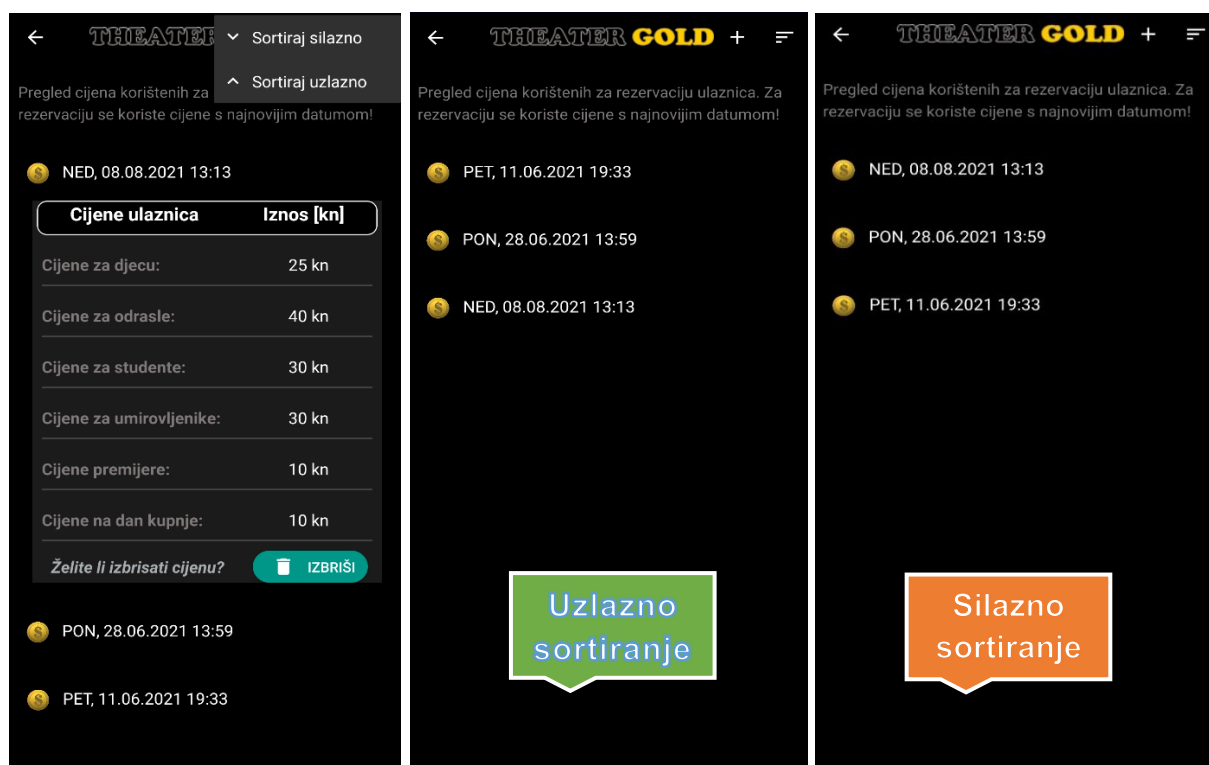 THEATER
Sortiraj silazno
Sortiraj uzlazno
Pregled cijena korištenih za
rezervaciju se koriste cijene s najnovijim datumom!
NED, 08.08.2021 13:13
Cijene ulaznica Iznos [kn]
Cijene za djecu: 25 kn
Cijene za odrasle: 40 kn
Cijene za studente: 30 kn
Cijene za umirovljenike: 30 kn
Cijene premijere: 10 kn
Cijene na dan kupnje: 10 kn
Želite li izbrisati cijenu? IZBRIŠI
PON, 28.06.2021 13:59
PET, 11.06.2021 19:33
THEATER GOLD
Pregled cijena korištenih za rezervaciju ulaznica. Za
rezervaciju se koriste cijene s najnovijim datumom!
PET, 11.06.2021 19:33
PON, 28.06.2021 13:59
NED, 08.08.2021 13:13
Uzlazno
sortiranje
THEATER GOLD
Pregled cijena korištenih za rezervaciju ulaznica. Za
rezervaciju se koriste cijene s najnovijim datumom!
NED, 08.08.2021 13:13
PON, 28.06.2021 13:59
PET, 11.06.2021 19:33
Silazno
sortiranje